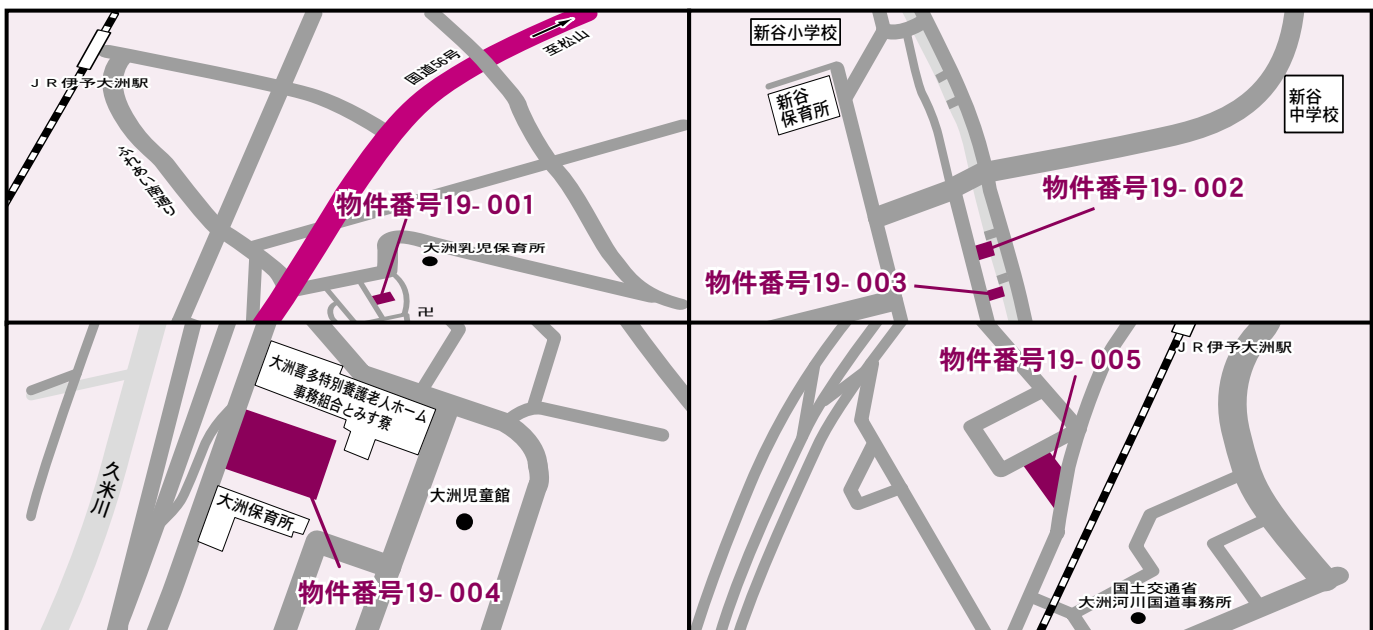 JR伊予大洲駅
国道56号
至松山
ふれあい南通り
物件番号19-001
大洲乳児保育所
卍
新谷小学校
新谷
保育所
新谷
中学校
物件番号19-002
物件番号19-003
大洲喜多特別養護老人ホーム
事務組合とみす寮
久米川
大洲保育所
大洲児童館
物件番号19-004
JR伊予大洲駅
物件番号19-005
国土交通省
大洲河川国道事務所